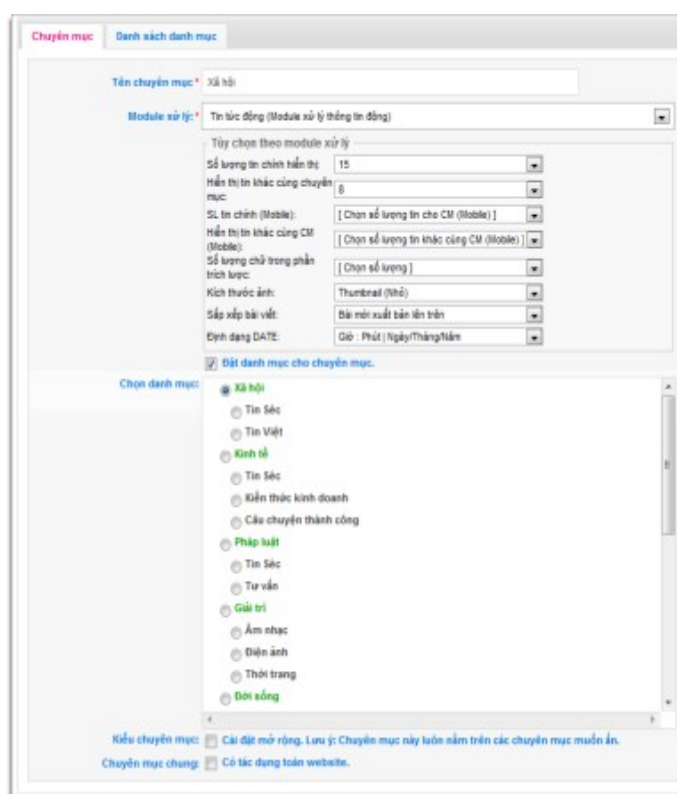 Chuyên mục Danh sách danh mục
Tên chuyên mục * Xã hội
Module xử lý: * Tin tức động (Module xử lý thông tin động)
Tùy chọn theo module xử lý
Số lượng tin chính hiển thị: 15
Hiển thị tin khác cùng chuyên mục: 8
SL tin chính (Mobile): [ Chọn số lượng tin cho CM (Mobile) ]
Hiển thị tin khác cùng CM (Mobile): [ Chọn số lượng tin khác cùng CM (Mobile) ]
Số lượng chữ trong phần trích lược: [ Chọn số lượng ]
Kích thước ảnh: Thumbnail (Nhỏ)
Sắp xếp bài viết: Bài mới xuất bản lên trên
Định dạng DATE: Giờ : Phút | Ngày/Tháng/Năm
Đặt danh mục cho chuyên mục.
Chọn danh mục: Xã hội
Tin Séc
Tin Việt
Kinh tế
Tin Séc
Kiến thức kinh doanh
Câu chuyện thành công
Pháp luật
Tin Séc
Tư vấn
Giải trí
Âm nhạc
Điện ảnh
Thời trang
Đời sống
Kiểu chuyên mục: Cài đặt mở rộng. Lưu ý: Chuyên mục này luôn nằm trên các chuyên mục muốn ẩn.
Chuyên mục chung: Có tác dụng toàn website.